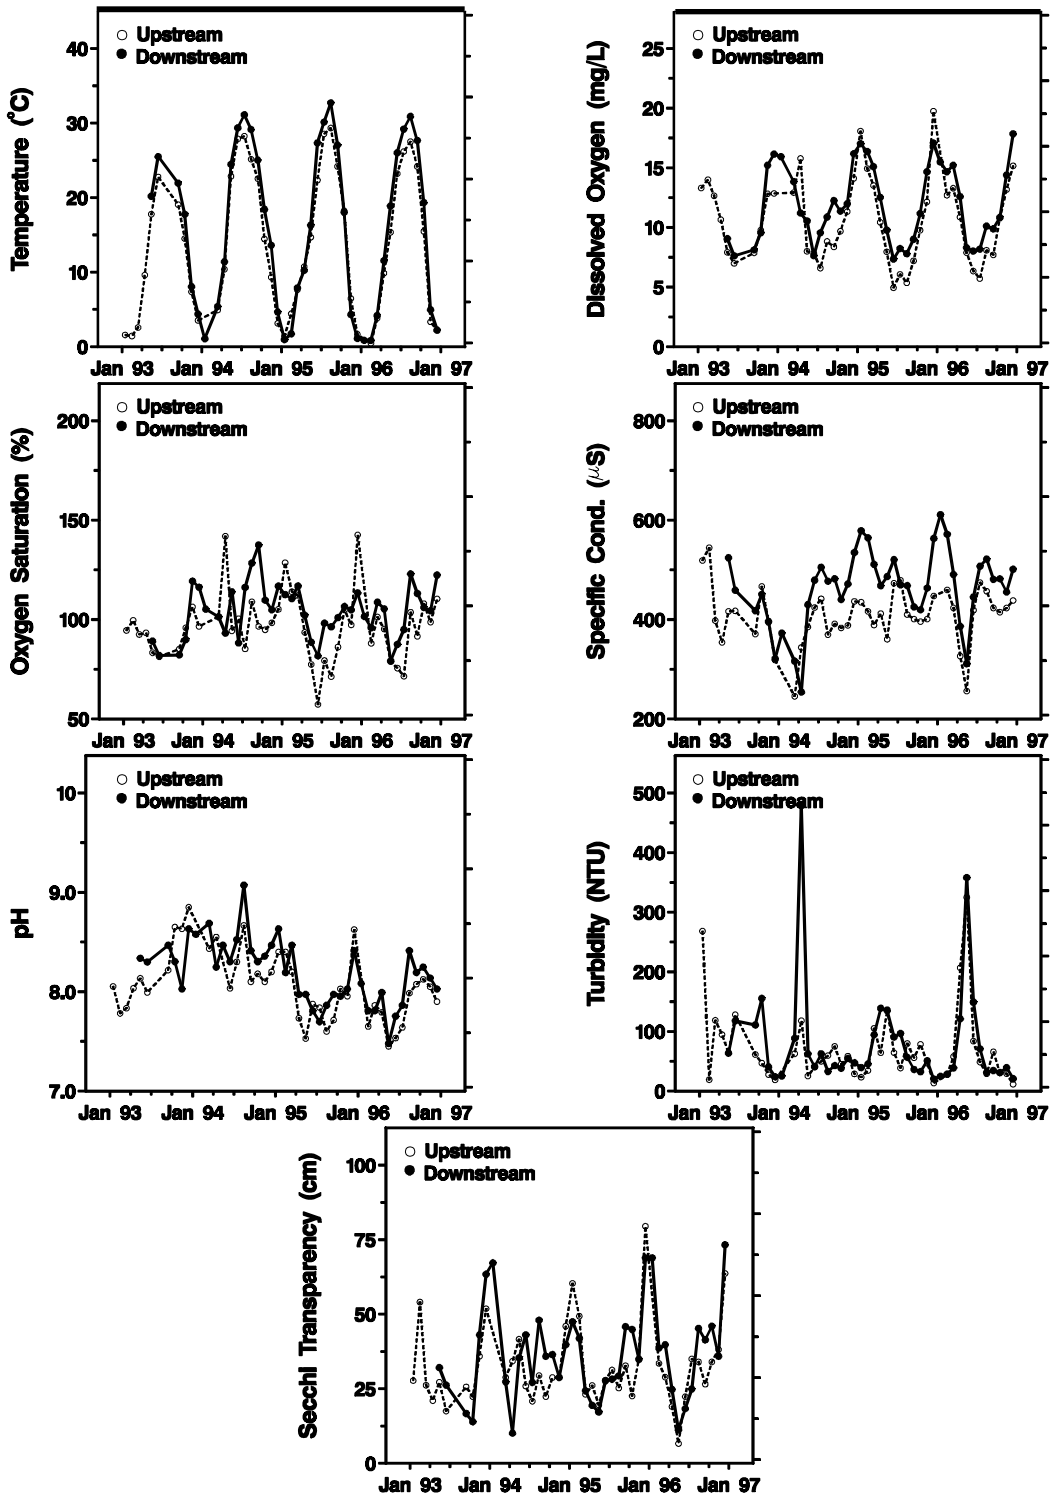 Temperature (°C)
Upstream
Downstream
40
30
20
10
0
Jan 93 Jan 94 Jan 95 Jan 96 Jan 97
Dissolved Oxygen (mg/L)
Upstream
Downstream
25
20
15
10
5
0
Jan 93 Jan 94 Jan 95 Jan 96 Jan 97
Oxygen Saturation (%)
Upstream
Downstream
200
150
100
50
Jan 93 Jan 94 Jan 95 Jan 96 Jan 97
Specific Cond. (μS)
Upstream
Downstream
800
600
400
200
Jan 93 Jan 94 Jan 95 Jan 96 Jan 97
pH
Upstream
Downstream
10
9.0
8.0
7.0
Jan 93 Jan 94 Jan 95 Jan 96 Jan 97
Turbidity (NTU)
Upstream
Downstream
500
400
300
200
100
0
Jan 93 Jan 94 Jan 95 Jan 96 Jan 97
Secchi Transparency (cm)
Upstream
Downstream
100
75
50
25
0
Jan 93 Jan 94 Jan 95 Jan 96 Jan 97